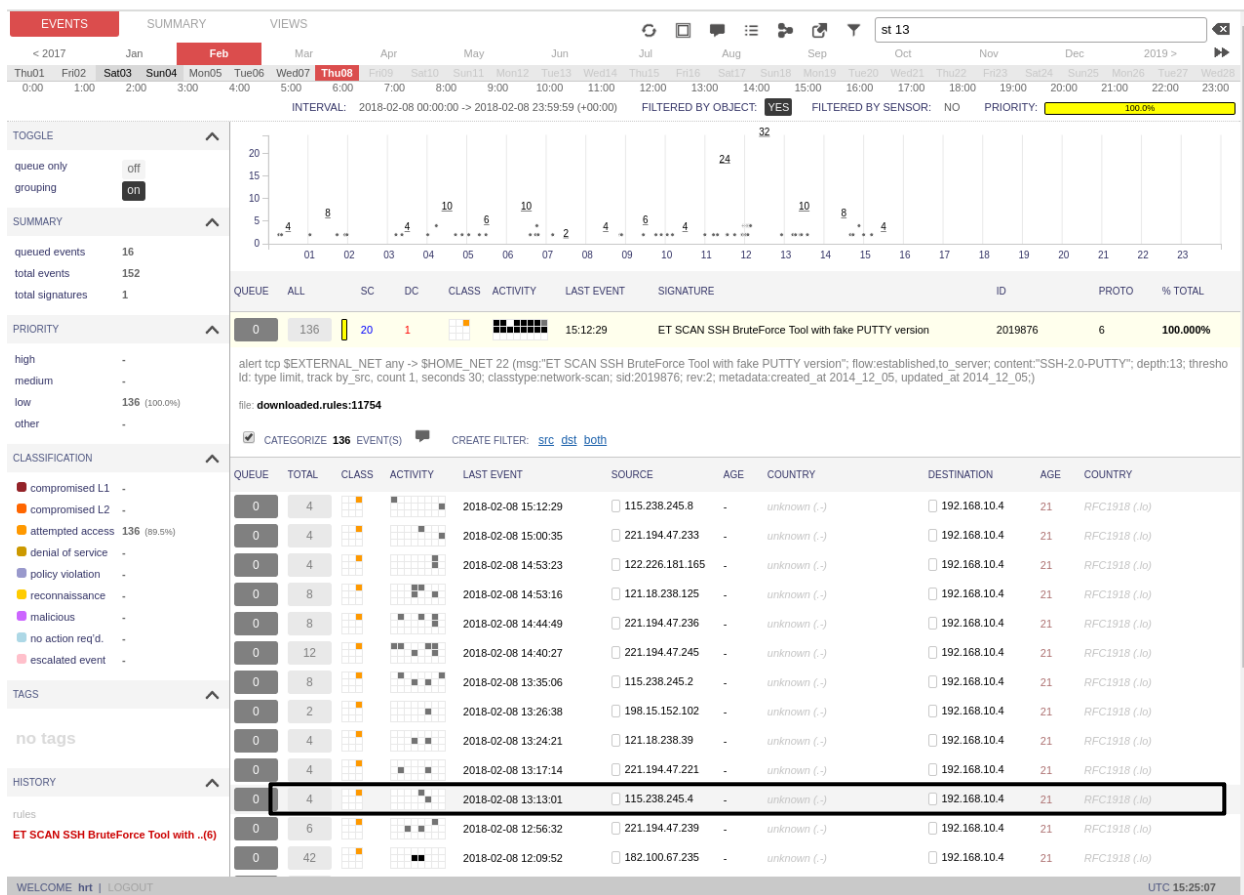 EVENTS SUMMARY VIEWS st 13
< 2017 Jan Feb Mar Apr May Jun Jul Aug Sep Oct Nov Dec 2019 >
Thu01 Fri02 Sat03 Sun04 Mon05 Tue06 Wed07 Thu08 Fri09 Sat10 Sun11 Mon12 Tue13 Wed14 Thu15 Fri16 Sat17 Sun18 Mon19 Tue20 Wed21 Thu22 Fri23 Sat24 Sun25 Mon26 Tue27 Wed28
0:00 1:00 2:00 3:00 4:00 5:00 6:00 7:00 8:00 9:00 10:00 11:00 12:00 13:00 14:00 15:00 16:00 17:00 18:00 19:00 20:00 21:00 22:00 23:00
INTERVAL: 2018-02-08 00:00:00 -> 2018-02-08 23:59:59 (+00:00) FILTERED BY OBJECT: YES FILTERED BY SENSOR: NO PRIORITY: 100.0%
TOGGLE
queue only off
grouping on
SUMMARY
queued events 16
total events 152
total signatures 1
PRIORITY
high -
medium -
low 136 (100.0%)
other -
CLASSIFICATION
compromised L1 -
compromised L2 -
attempted access 136 (89.5%)
denial of service -
policy violation -
reconnaissance -
malicious -
no action req'd. -
escalated event -
TAGS
no tags
HISTORY
rules
ET SCAN SSH BruteForce Tool with ..(6)
20
15
10
5
0
4 8 4 10 6 10 2 4 6 4 24 32 10 8 4
01 02 03 04 05 06 07 08 09 10 11 12 13 14 15 16 17 18 19 20 21 22 23
QUEUE ALL SC DC CLASS ACTIVITY LAST EVENT SIGNATURE ID PROTO % TOTAL
0 136 20 1 15:12:29 ET SCAN SSH BruteForce Tool with fake PUTTY version 2019876 6 100.000%
alert tcp $EXTERNAL_NET any -> $HOME_NET 22 (msg:"ET SCAN SSH BruteForce Tool with fake PUTTY version"; flow:established,to_server; content:"SSH-2.0-PUTTY"; depth:13; thresho
ld: type limit, track by_src, count 1, seconds 30; classtype:network-scan; sid:2019876; rev:2; metadata:created_at 2014_12_05, updated_at 2014_12_05;)
file: downloaded.rules:11754
CATEGORIZE 136 EVENT(S) CREATE FILTER: src dst both
QUEUE TOTAL CLASS ACTIVITY LAST EVENT SOURCE AGE COUNTRY DESTINATION AGE COUNTRY
0 4 2018-02-08 15:12:29 115.238.245.8 - unknown (.-) 192.168.10.4 21 RFC1918 (.lo)
0 4 2018-02-08 15:00:35 221.194.47.233 - unknown (.-) 192.168.10.4 21 RFC1918 (.lo)
0 4 2018-02-08 14:53:23 122.226.181.165 - unknown (.-) 192.168.10.4 21 RFC1918 (.lo)
0 8 2018-02-08 14:53:16 121.18.238.125 - unknown (.-) 192.168.10.4 21 RFC1918 (.lo)
0 8 2018-02-08 14:44:49 221.194.47.236 - unknown (.-) 192.168.10.4 21 RFC1918 (.lo)
0 12 2018-02-08 14:40:27 221.194.47.245 - unknown (.-) 192.168.10.4 21 RFC1918 (.lo)
0 8 2018-02-08 13:35:06 115.238.245.2 - unknown (.-) 192.168.10.4 21 RFC1918 (.lo)
0 2 2018-02-08 13:26:38 198.15.152.102 - unknown (.-) 192.168.10.4 21 RFC1918 (.lo)
0 4 2018-02-08 13:24:21 121.18.238.39 - unknown (.-) 192.168.10.4 21 RFC1918 (.lo)
0 4 2018-02-08 13:17:14 221.194.47.221 - unknown (.-) 192.168.10.4 21 RFC1918 (.lo)
0 4 2018-02-08 13:13:01 115.238.245.4 - unknown (.-) 192.168.10.4 21 RFC1918 (.lo)
0 6 2018-02-08 12:56:32 221.194.47.239 - unknown (.-) 192.168.10.4 21 RFC1918 (.lo)
0 42 2018-02-08 12:09:52 182.100.67.235 - unknown (.-) 192.168.10.4 21 RFC1918 (.lo)
WELCOME hrt | LOGOUT UTC 15:25:07